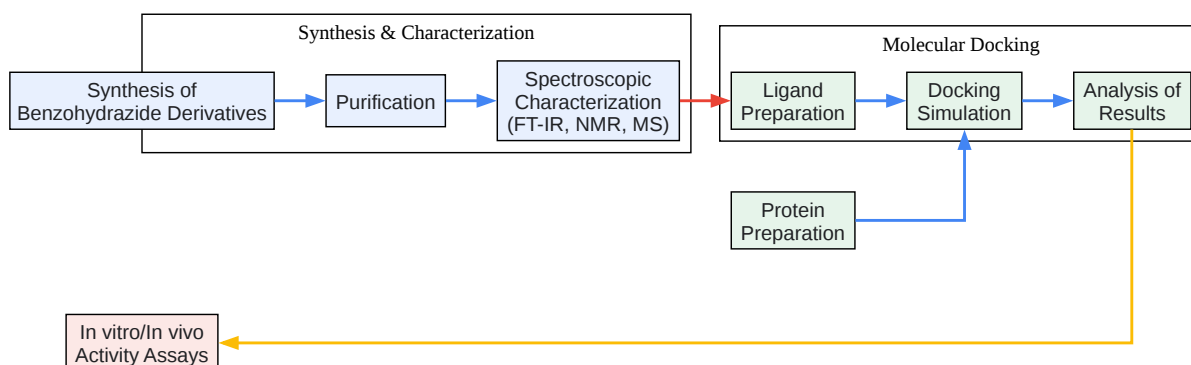 Synthesis & Characterization
Synthesis of
Benzohydrazide Derivatives
Purification
Spectroscopic
Characterization
(FT-IR, NMR, MS)
Molecular Docking
Ligand
Preparation
Docking
Simulation
Analysis of
Results
Protein
Preparation
In vitro/In vivo
Activity Assays